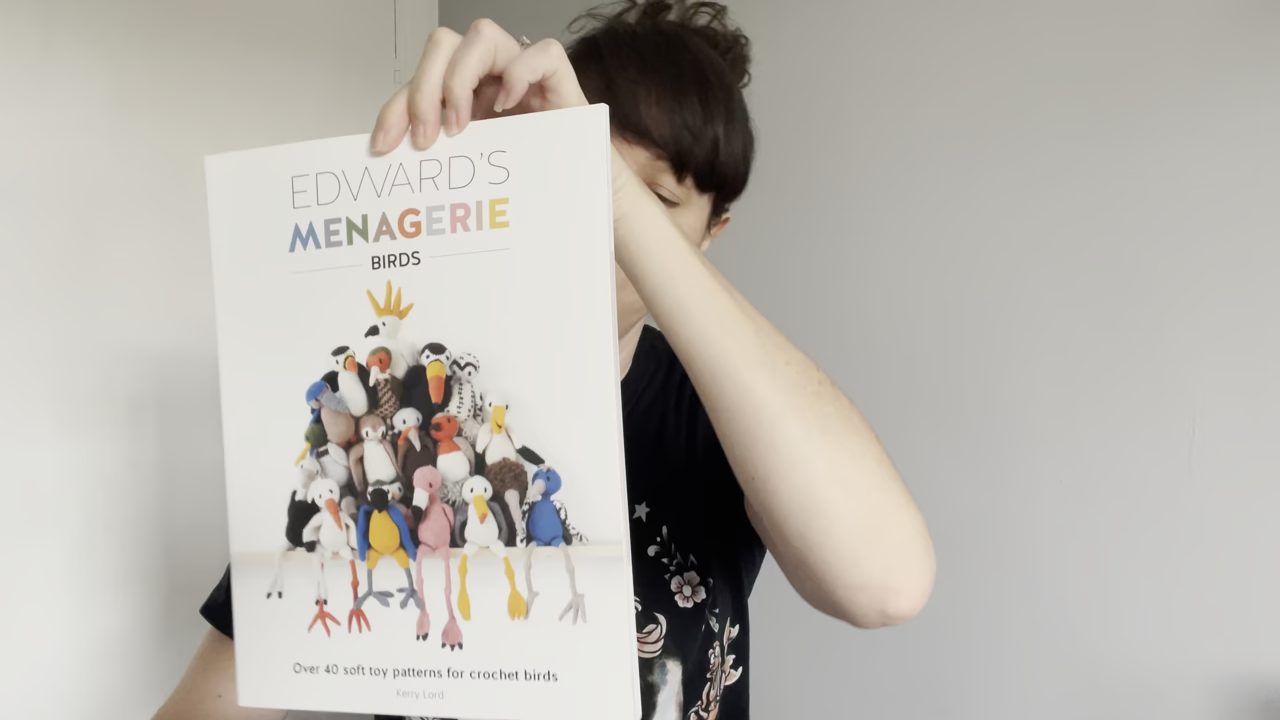 EDWARD'S
MENAGERIE
BIRDS
Over 40 soft toy patterns for crochet birds
Kerry Lord